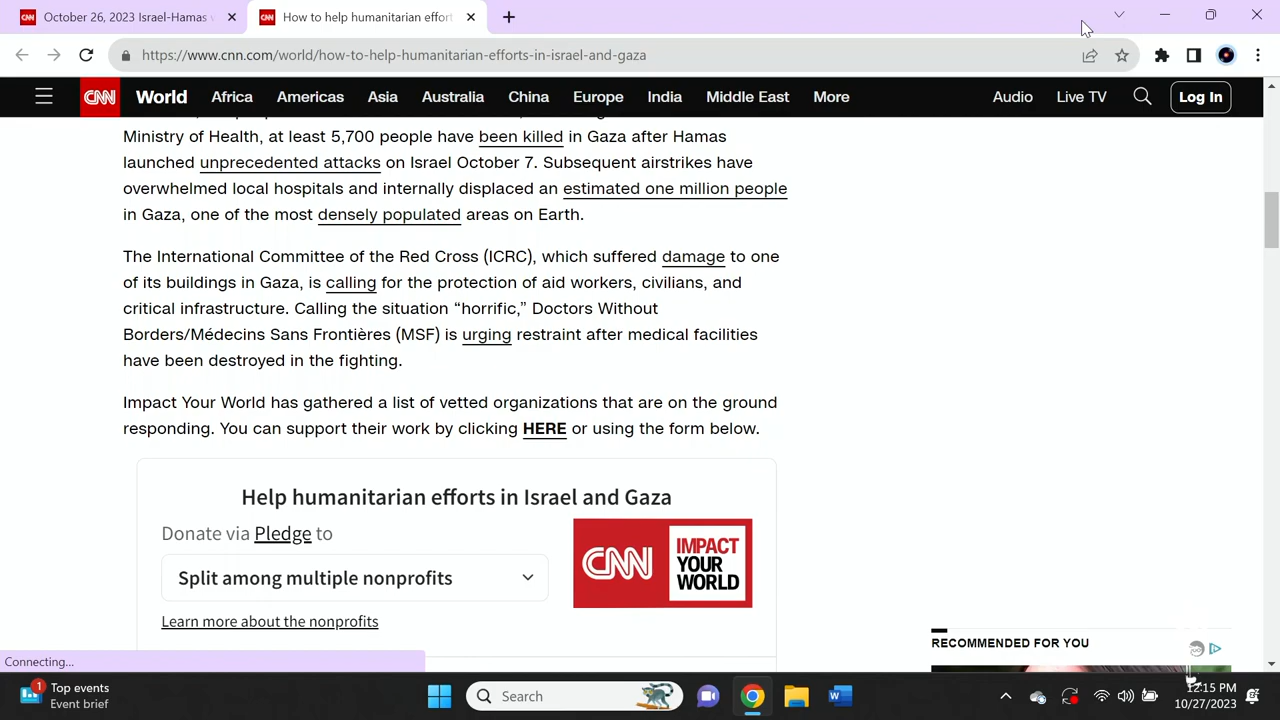 October 26, 2023 Israel-Hamas
How to help humanitarian effort
https://www.cnn.com/world/how-to-help-humanitarian-efforts-in-israel-and-gaza
CNN World Africa Americas Asia Australia China Europe India Middle East More Audio Live TV Log In
Ministry of Health, at least 5,700 people have been killed in Gaza after Hamas
launched unprecedented attacks on Israel October 7. Subsequent airstrikes have
overwhelmed local hospitals and internally displaced an estimated one million people
in Gaza, one of the most densely populated areas on Earth.
The International Committee of the Red Cross (ICRC), which suffered damage to one
of its buildings in Gaza, is calling for the protection of aid workers, civilians, and
critical infrastructure. Calling the situation “horrific,” Doctors Without
Borders/Médecins Sans Frontières (MSF) is urging restraint after medical facilities
have been destroyed in the fighting.
Impact Your World has gathered a list of vetted organizations that are on the ground
responding. You can support their work by clicking HERE or using the form below.
Help humanitarian efforts in Israel and Gaza
Donate via Pledge to
Split among multiple nonprofits
Learn more about the nonprofits
CNN
IMPACT
YOUR
WORLD
RECOMMENDED FOR YOU
Connecting...
1
Top events
Event brief
Search
12:15 PM
10/27/2023